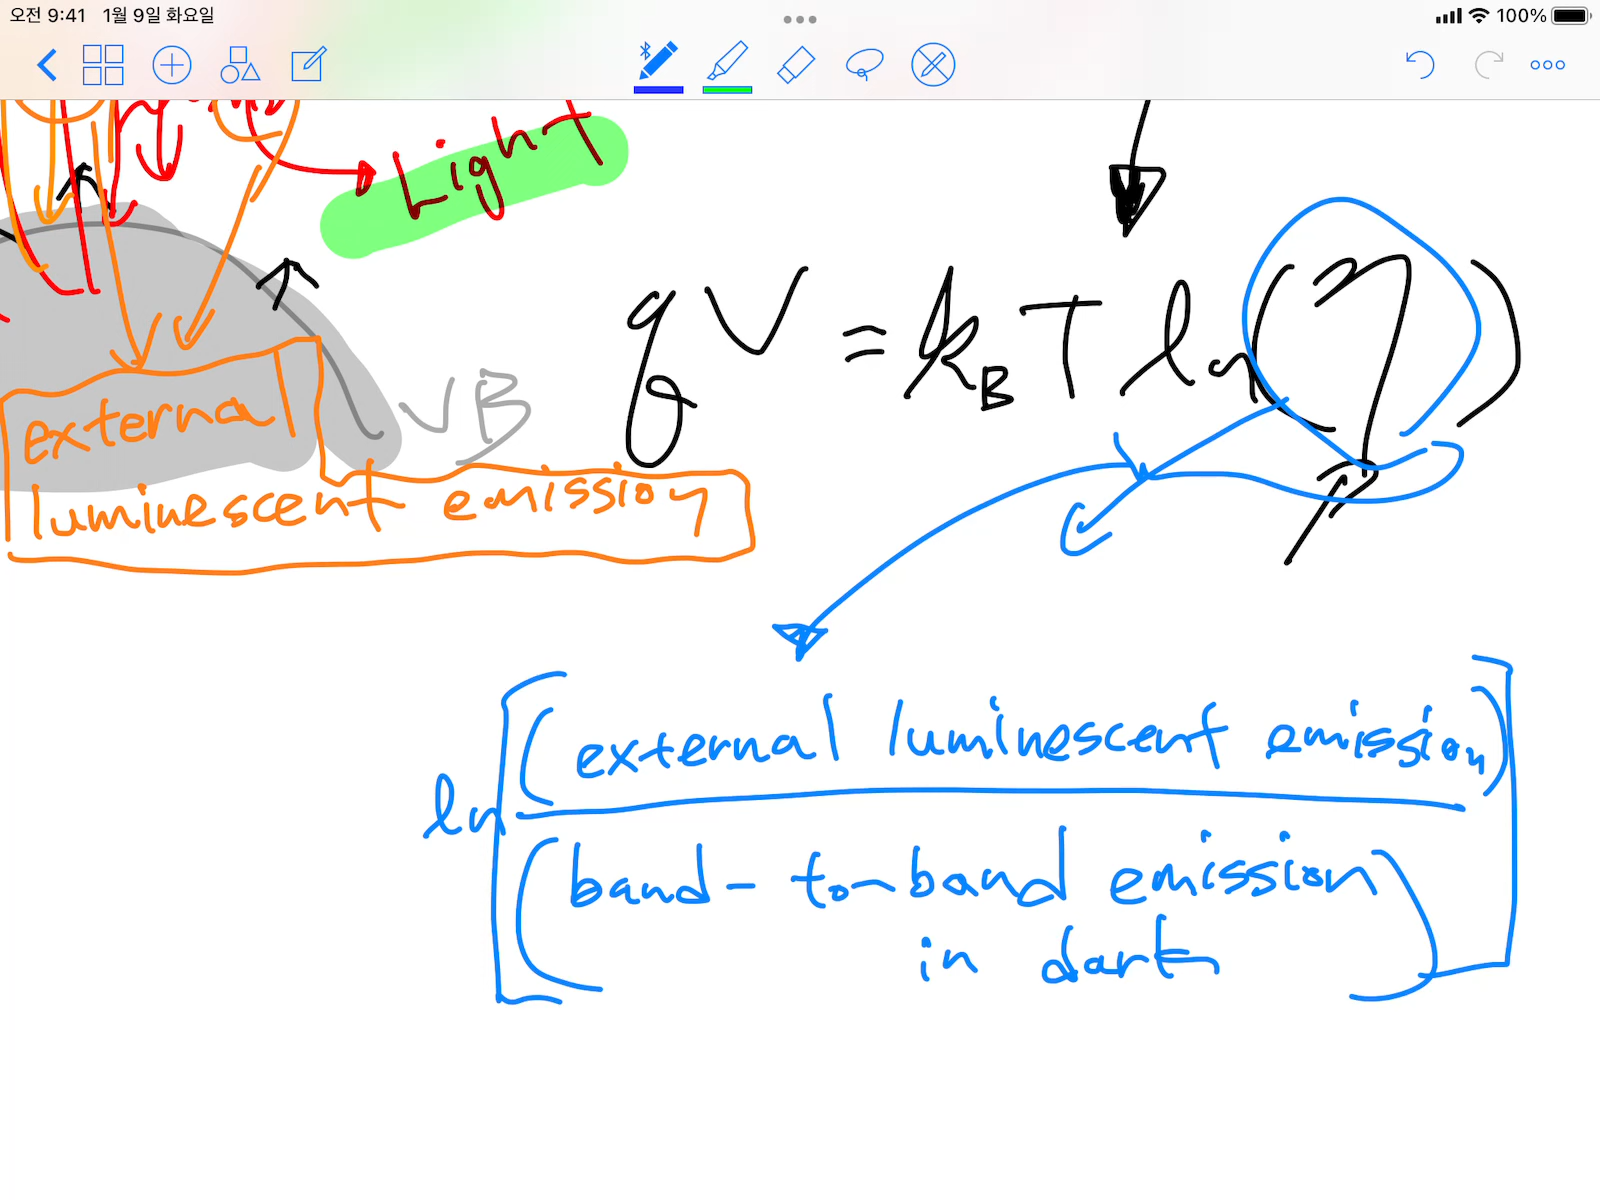 오전 9:41 1월 9일 화요일
100%
Light
qV = k_B T ln(?)
VB
external
luminescent emission
ln[(external luminescent emission)
(band-to-band emission
in dark)]